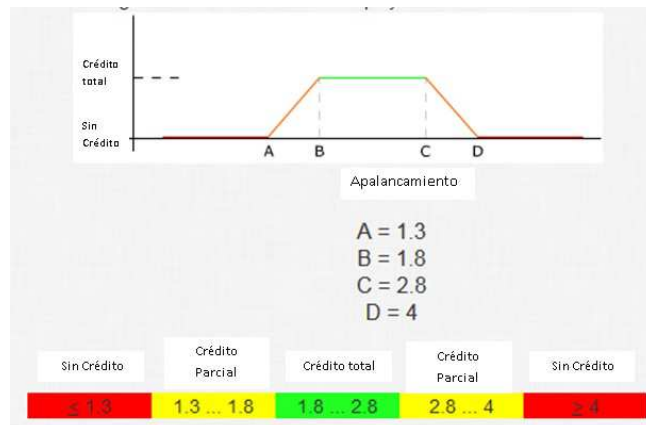 Crédito
total
Sin
Crédito
A B C D
Apalancamiento
A = 1.3
B = 1.8
C = 2.8
D = 4
Sin Crédito Crédito Parcial Crédito total Crédito Parcial Sin Crédito
≤ 1.3 1.3 ... 1.8 1.8 ... 2.8 2.8 ... 4 ≥ 4